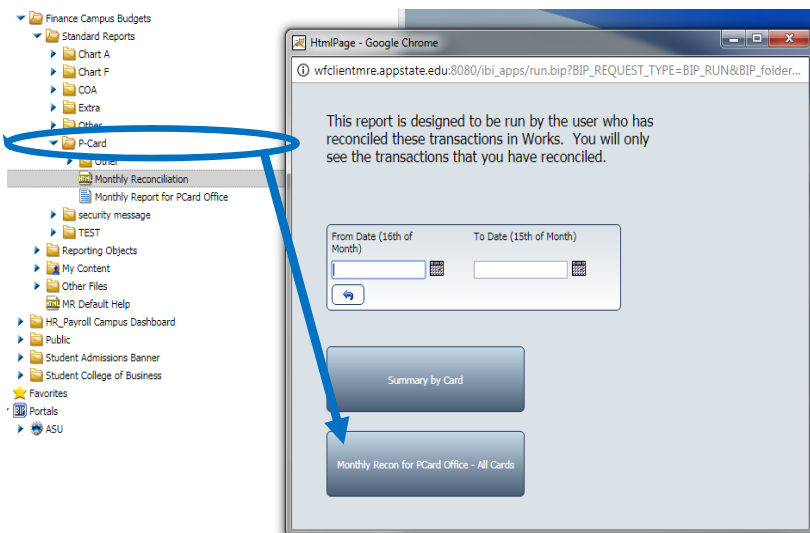 Finance Campus Budgets
Standard Reports
Chart A
Chart F
COA
Extra
Other
P-Card
Other
Monthly Reconciliation
Monthly Report for PCard Office
security message
TEST
Reporting Objects
My Content
Other Files
MR Default Help
HR_Payroll Campus Dashboard
Public
Student Admissions Banner
Student College of Business
Favorites
BIP Portals
ASU
HtmlPage - Google Chrome
wfclientmre.appstate.edu:8080/ibi_apps/run.bip?BIP_REQUEST_TYPE=BIP_RUN&BIP_folder...
This report is designed to be run by the user who has
reconciled these transactions in Works. You will only
see the transactions that you have reconciled.
From Date (16th of
Month)
To Date (15th of Month)
Summary by Card
Monthly Recon for PCard Office - All Cards